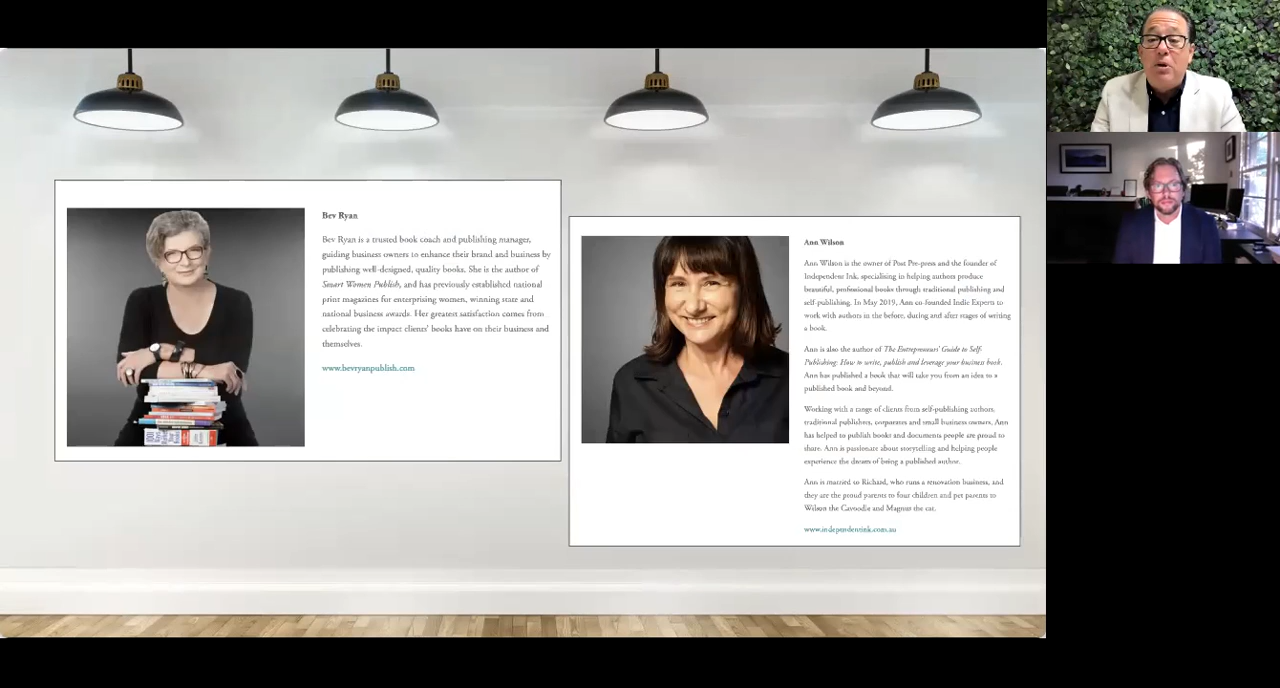 Bev Ryan
Bev Ryan is a trusted book coach and publishing manager,
guiding business owners to enhance their brand and business by
publishing well-designed, quality books. She is the author of
Smart Women Publish, and has previously established national
print magazines for enterprising women, winning state and
national business awards. Her greatest satisfaction comes from
celebrating the impact clients' books have on their business and
themselves.
www.bevryanpublish.com
Ann Wilson
Ann Wilson is the owner of Post Pre-press and the founder of
Independent Ink, specialising in helping authors produce
beautiful, professional books through traditional publishing and
self-publishing. In May 2019, Ann co-founded Indie Experts to
work with authors in the before, during and after stages of writing
a book.
Ann is also the author of The Entrepreneurs' Guide to Self-
Publishing: How to write, publish and leverage your business book.
Ann has published a book that will take you from an idea to a
published book and beyond.
Working with a range of clients from self-publishing authors,
traditional publishers, corporates and small business owners, Ann
has helped to publish books and documents people are proud to
share. Ann is passionate about storytelling and helping people
experience the dream of being a published author.
Ann is married to Richard, who runs a renovation business, and
they are the proud parents to four children and pet parents to
Wilson the Cavoodle and Magnus the cat.
www.independentink.com.au